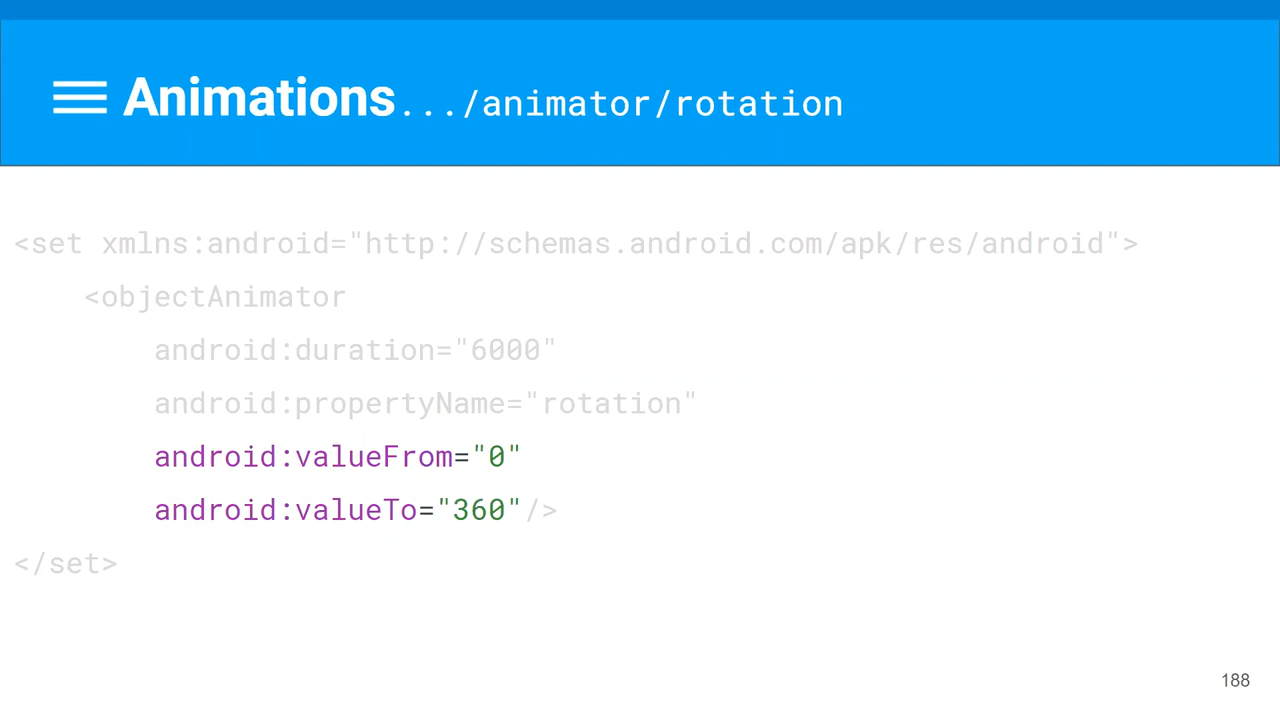 Animations.../animator/rotation
<set xmlns:android="http://schemas.android.com/apk/res/android">
<objectAnimator
android:duration="6000"
android:propertyName="rotation"
android:valueFrom="0"
android:valueTo="360"/>
</set>
188